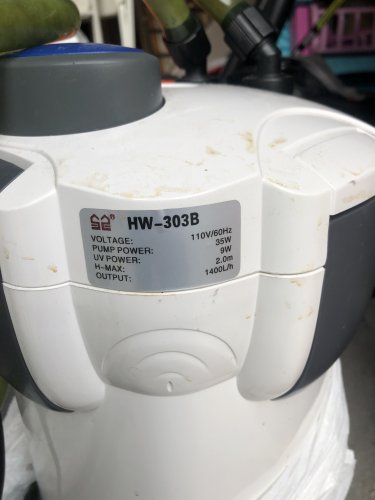 HW-303B
VOLTAGE: 110V/60Hz
PUMP POWER: 35W
UV POWER: 9W
H-MAX: 2.0m
OUTPUT: 1400L/h